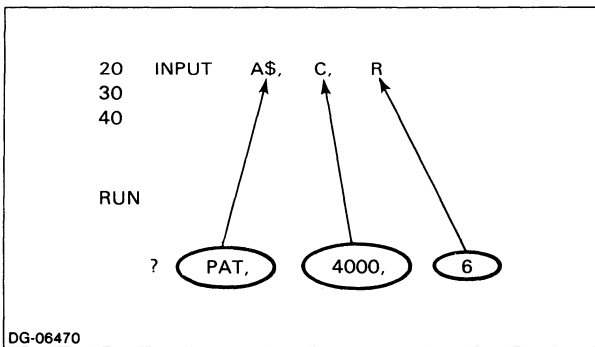 20 INPUT A$, C, R
30
40
RUN
? PAT, 4000, 6
DG-06470